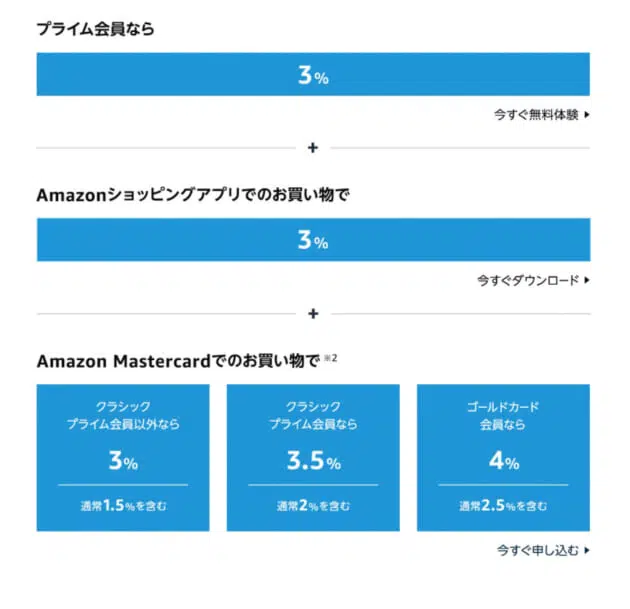 プライム会員なら
3%
今すぐ無料体験
+
Amazonショッピングアプリでのお買い物で
3%
今すぐダウンロード
+
Amazon Mastercardでのお買い物で※2
クラシック
プライム会員以外なら
3%
通常1.5%を含む
クラシック
プライム会員なら
3.5%
通常2%を含む
ゴールドカード
会員なら
4%
通常2.5%を含む
今すぐ申し込む